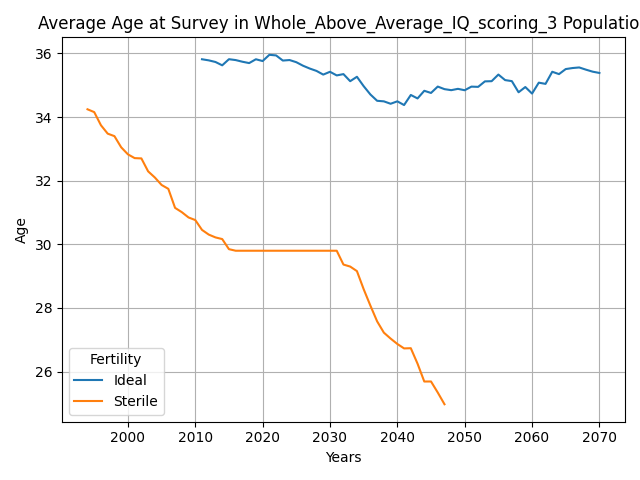 Average Age at Survey in Whole_Above_Average_IQ_scoring_3 Populatio
Age
36
34
32
30
28
26
Fertility
Ideal
Sterile
2000 2010 2020 2030 2040 2050 2060 2070
Years